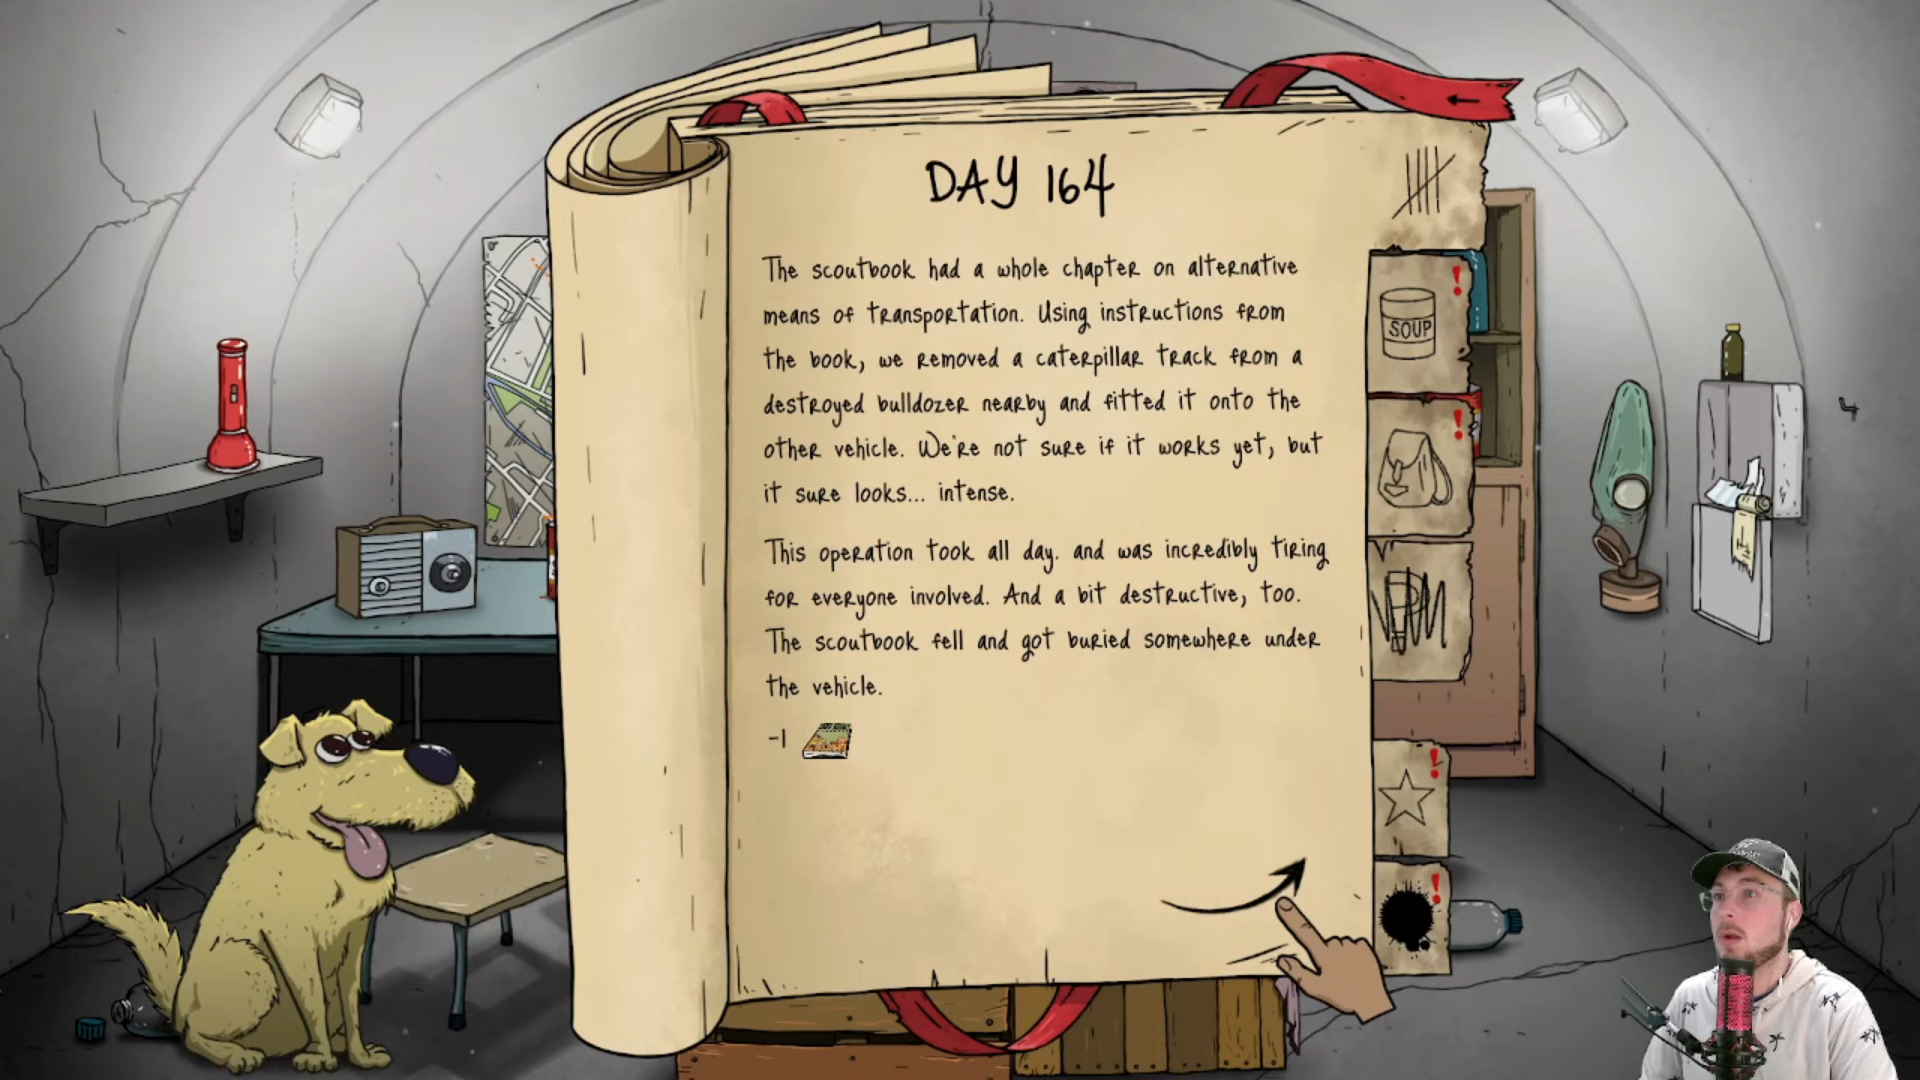 DAY 164
The scoutbook had a whole chapter on alternative
means of transportation. Using instructions from
the book, we removed a caterpillar track from a
destroyed bulldozer nearby and fitted it onto the
other vehicle. We're not sure if it works yet, but
it sure looks... intense.
This operation took all day. and was incredibly tiring
for everyone involved. And a bit destructive, too.
The scoutbook fell and got buried somewhere under
the vehicle.
-1
!
SOUP
!
!
!